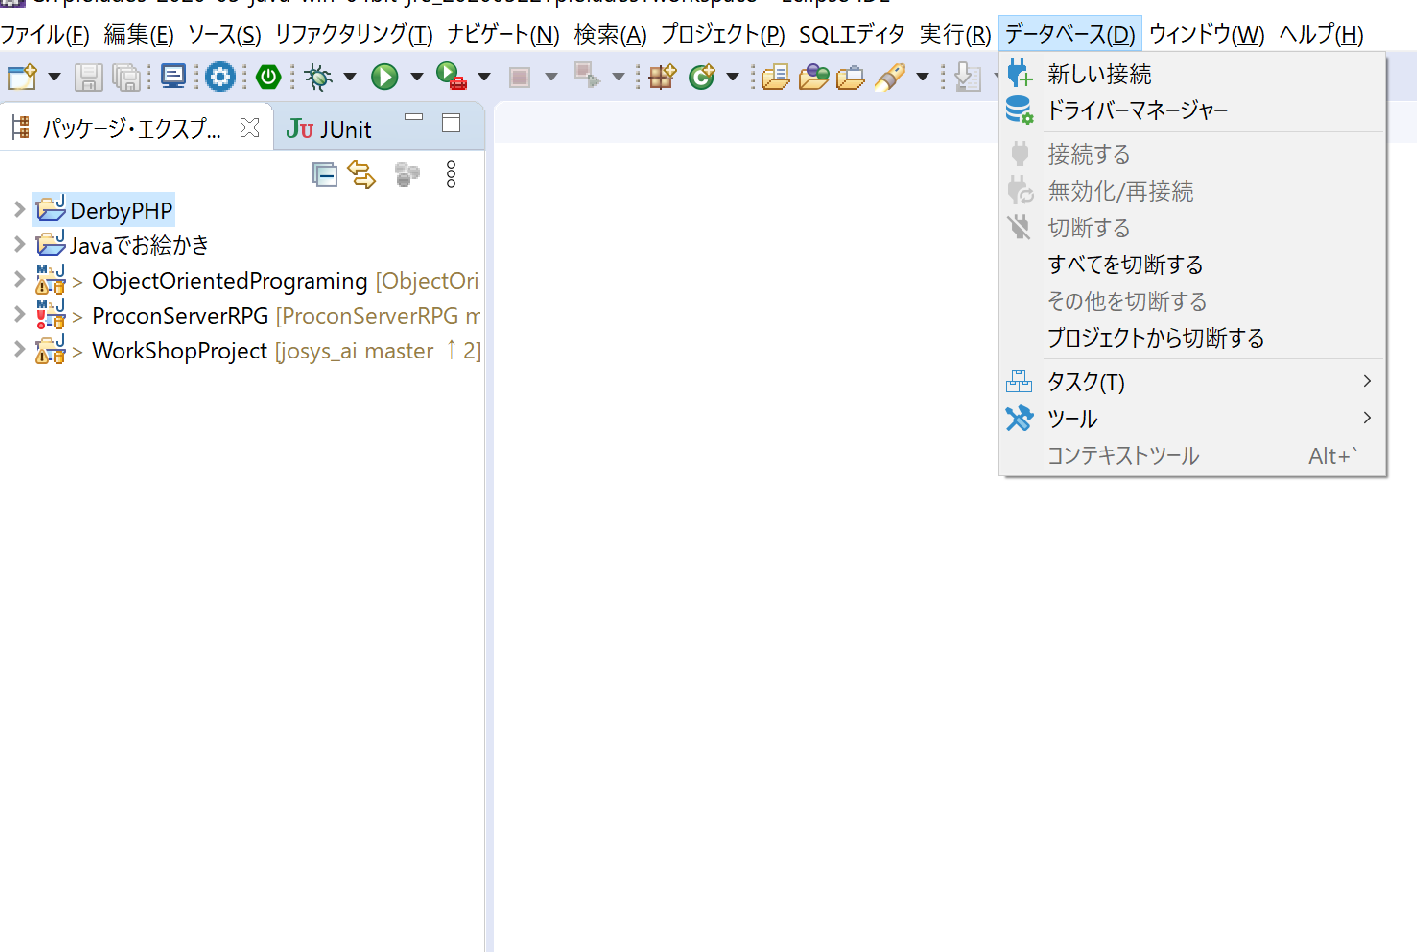 ファイル(F) 編集(E) ソース(S) リファクタリング(T) ナビゲート(N) 検索(A) プロジェクト(P) SQLエディタ 実行(R) データベース(D) ウィンドウ(W) ヘルプ(H)
パッケージ・エクスプ... JUnit
DerbyPHP
Javaでお絵かき
> ObjectOrientedPrograming [ObjectOri
> ProconServerRPG [ProconServerRPG m
> WorkShopProject [josys_ai master ↑2]
新しい接続
ドライバーマネージャー
接続する
無効化/再接続
切断する
すべてを切断する
その他を切断する
プロジェクトから切断する
タスク(T)
ツール
コンテキストツール Alt+`